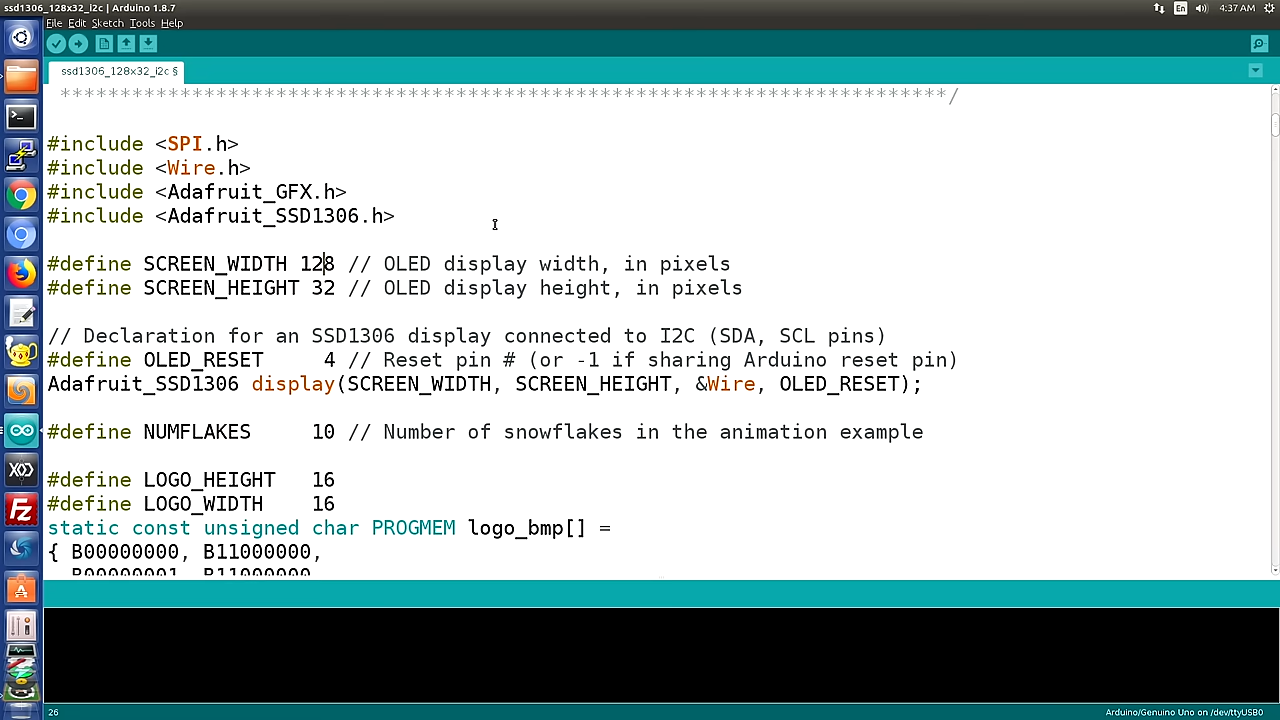 ssd1306_128x32_i2c | Arduino 1.8.7
En
4:37 AM
File Edit Sketch Tools Help
ssd1306_128x32_i2c §
**************************************************************************/
#include <SPI.h>
#include <Wire.h>
#include <Adafruit_GFX.h>
#include <Adafruit_SSD1306.h>
#define SCREEN_WIDTH 128 // OLED display width, in pixels
#define SCREEN_HEIGHT 32 // OLED display height, in pixels
// Declaration for an SSD1306 display connected to I2C (SDA, SCL pins)
#define OLED_RESET     4 // Reset pin # (or -1 if sharing Arduino reset pin)
Adafruit_SSD1306 display(SCREEN_WIDTH, SCREEN_HEIGHT, &Wire, OLED_RESET);
#define NUMFLAKES     10 // Number of snowflakes in the animation example
#define LOGO_HEIGHT   16
#define LOGO_WIDTH    16
static const unsigned char PROGMEM logo_bmp[] =
{ B00000000, B11000000,
B00000001, B11000000,
26
Arduino/Genuino Uno on /dev/ttyUSB0